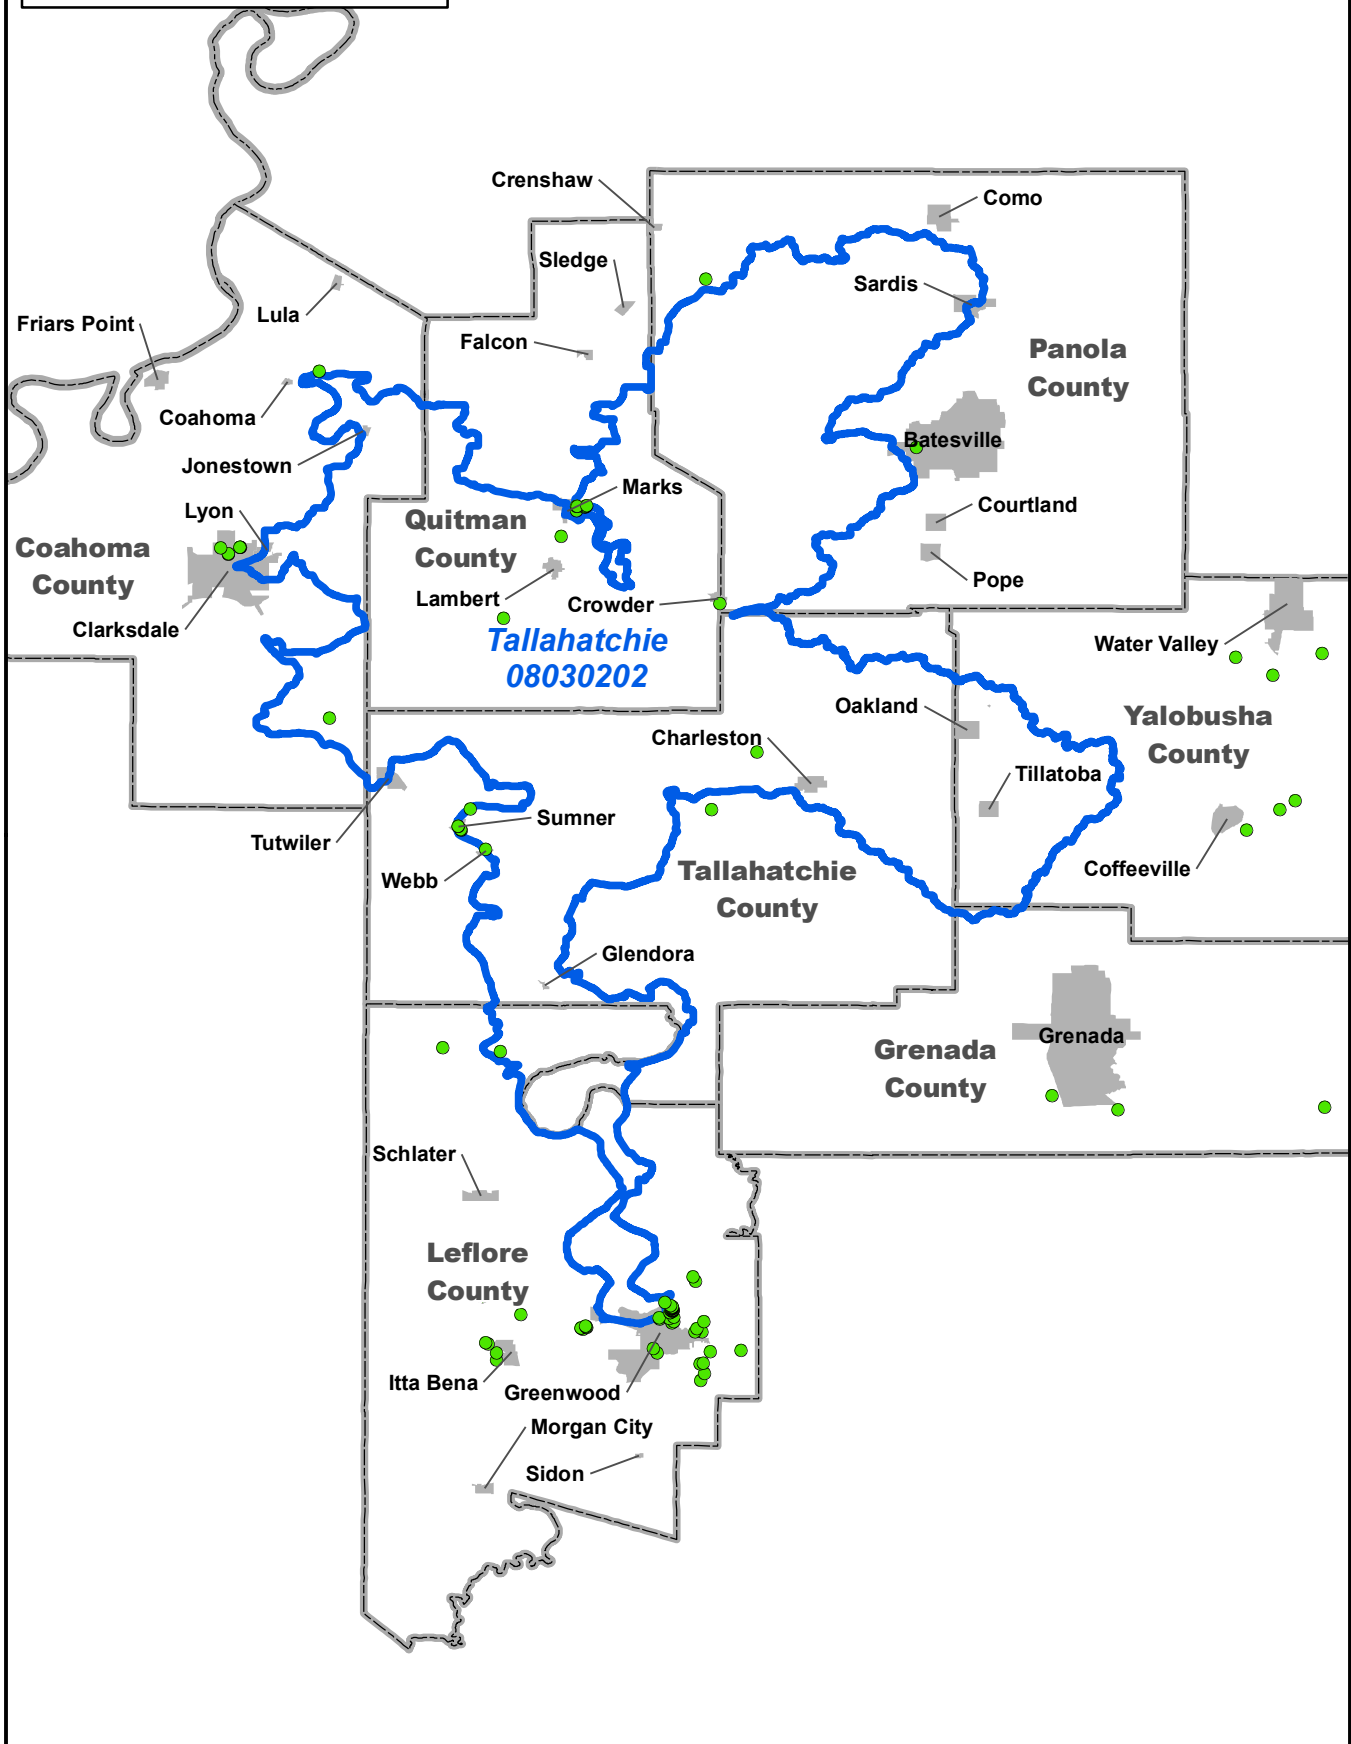 Crenshaw
Como
Sledge
Sardis
Lula
Friars Point
Falcon
Panola
County
Coahoma
Batesville
Jonestown
Marks
Lyon
Courtland
Quitman
County
Coahoma
County
Pope
Lambert
Crowder
Clarksdale
Tallahatchie
08030202
Water Valley
Oakland
Yalobusha
County
Charleston
Tillatoba
Sumner
Tutwiler
Coffeeville
Webb
Tallahatchie
County
Glendora
Grenada
Grenada
County
Schlater
Leflore
County
Itta Bena
Greenwood
Morgan City
Sidon